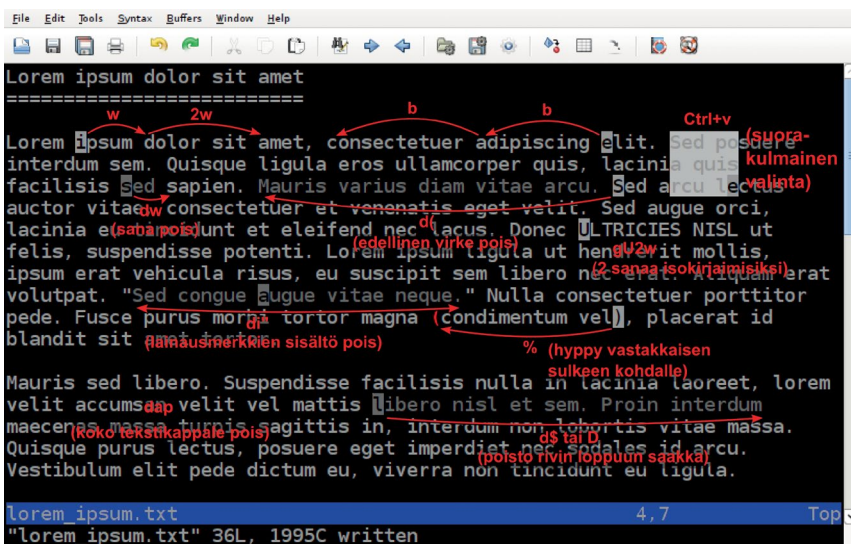 File Edit Tools Syntax Buffers Window Help
Lorem ipsum dolor sit amet
===========================
w 2w b b Ctrl+v
Lorem ipsum dolor sit amet, consectetuer adipiscing elit. Sed posuere
(suora-
interdum sem. Quisque ligula eros ullamcorper quis, lacinia quis
kulmainen
facilisis sed sapien. Mauris varius diam vitae arcu. Sed arcu lectus
valinta)
auctor vitae, consectetuer et venenatis eget velit. Sed augue orci,
dw d(
lacinia et tincidunt et eleifend nec lacus. Donec ULTRICIES NISL ut
(sana pois) (edellinen virke pois)
felis, suspendisse potenti. Lorem ipsum ligula ut hendrerit mollis,
gU2w
ipsum erat vehicula risus, eu suscipit sem libero nec erat. Aliquam erat
(2 sanaa isokirjaimisiksi)
volutpat. "Sed congue augue vitae neque." Nulla consectetuer porttitor
pede. Fusce purus morbi tortor magna (condimentum vel), placerat id
di"
blandit sit amet tortor.
(lainausmerkkien sisältö pois)
% (hyppy vastakkaisen
sulkeen kohdalle)
Mauris sed libero. Suspendisse facilisis nulla in lacinia laoreet, lorem
velit accumsan velit vel mattis libero nisl et sem. Proin interdum
dap
maecenas massa turpis sagittis in, interdum non lobortis vitae massa.
(koko tekstikappale pois)
Quisque purus lectus, posuere eget imperdiet nec sodales id arcu.
d$ tai D
(poisto rivin loppuun saakka)
Vestibulum elit pede dictum eu, viverra non tincidunt eu ligula.
lorem_ipsum.txt 4,7 Top
"lorem_ipsum.txt" 36L, 1995C written